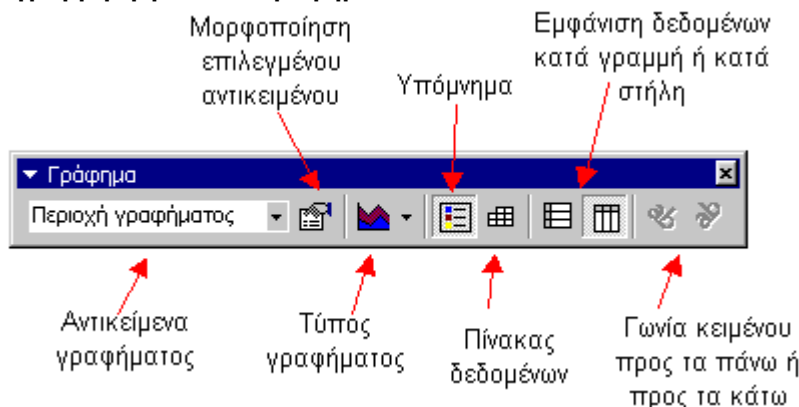 Μορφοποίηση
επιλεγμένου
αντικειμένου
Υπόμνημα
Εμφάνιση δεδομένων
κατά γραμμή ή κατά
στήλη
Γράφημα
Περιοχή γραφήματος
Αντικείμενα
γραφήματος
Τύπος
γραφήματος
Πίνακας
δεδομένων
Γωνία κειμένου
προς τα πάνω ή
προς τα κάτω